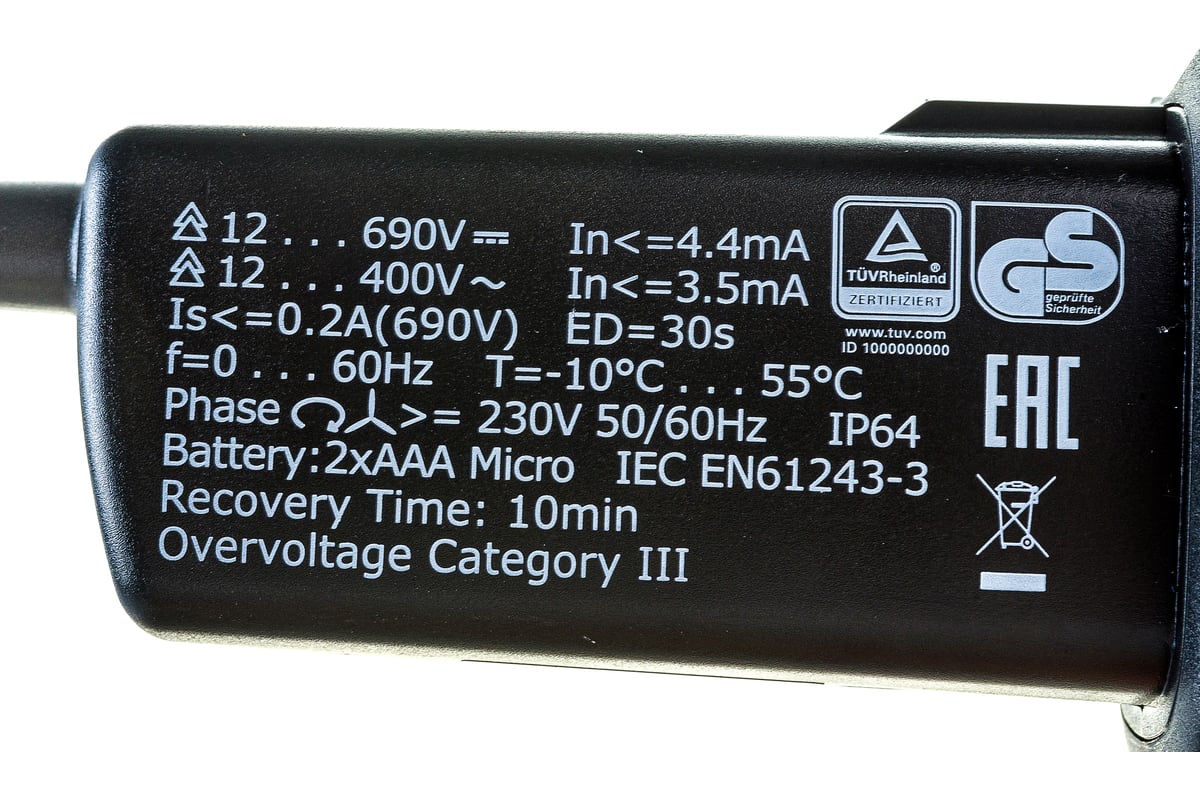 12 . . . 690V⎓ In<=4.4mA
12 . . . 400V~ In<=3.5mA
Is<=0.2A(690V) ED=30s
f=0 . . . 60Hz T=-10°C . . . 55°C
Phase >= 230V 50/60Hz IP64
Battery:2xAAA Micro IEC EN61243-3
Recovery Time: 10min
Overvoltage Category III
TÜVRheinland®
ZERTIFIZIERT
www.tuv.com
ID 1000000000
GS
geprüfte
Sicherheit
EAC